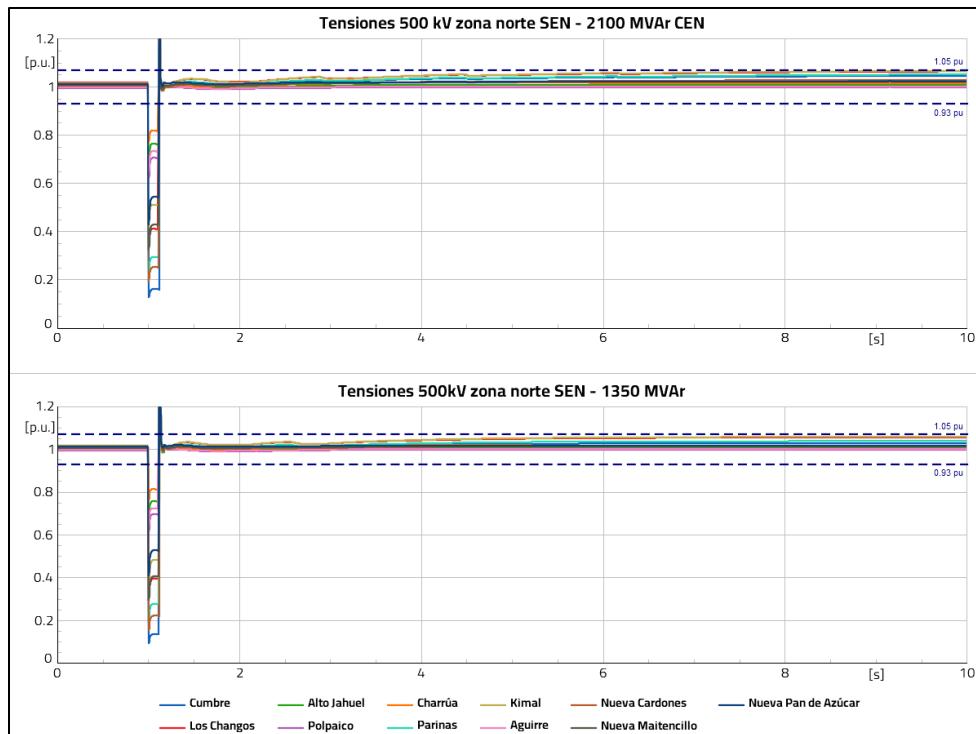 Tensiones 500 kV zona norte SEN - 2100 MVAr CEN
1.2
[p.u.]
1.05 pu
1
0.93 pu
0.8
0.6
0.4
0.2
0
0 2 4 6 8 [s] 10
Tensiones 500kV zona norte SEN - 1350 MVAr
1.2
[p.u.]
1.05 pu
1
0.93 pu
0.8
0.6
0.4
0.2
0
0 2 4 6 8 [s] 10
Cumbre Alto Jahuel Charrúa Kimal Nueva Cardones Nueva Pan de Azúcar
Los Changos Polpaico Parinas Aguirre Nueva Maitencillo